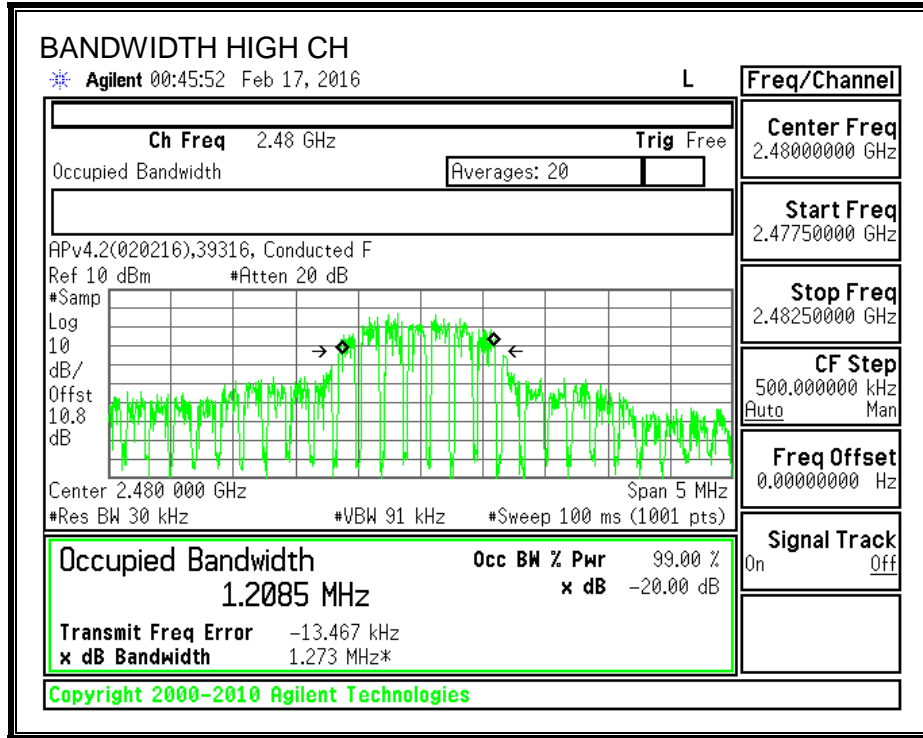 BANDWIDTH HIGH CH
Agilent 00:45:52 Feb 17, 2016 L
Freq/Channel
Ch Freq 2.48 GHz Trig Free
Occupied Bandwidth Averages: 20
APv4.2(020216),39316, Conducted F
Ref 10 dBm #Atten 20 dB
#Samp
Log
10
dB/
Offst
10.8
dB
Center 2.480 000 GHz Span 5 MHz
#Res BW 30 kHz #VBW 91 kHz #Sweep 100 ms (1001 pts)
Occupied Bandwidth Occ BW % Pwr 99.00 %
1.2085 MHz x dB -20.00 dB
Transmit Freq Error -13.467 kHz
x dB Bandwidth 1.273 MHz*
Copyright 2000-2010 Agilent Technologies
Center Freq
2.48000000 GHz
Start Freq
2.47750000 GHz
Stop Freq
2.48250000 GHz
CF Step
500.000000 kHz
Auto Man
Freq Offset
0.00000000 Hz
Signal Track
On Off